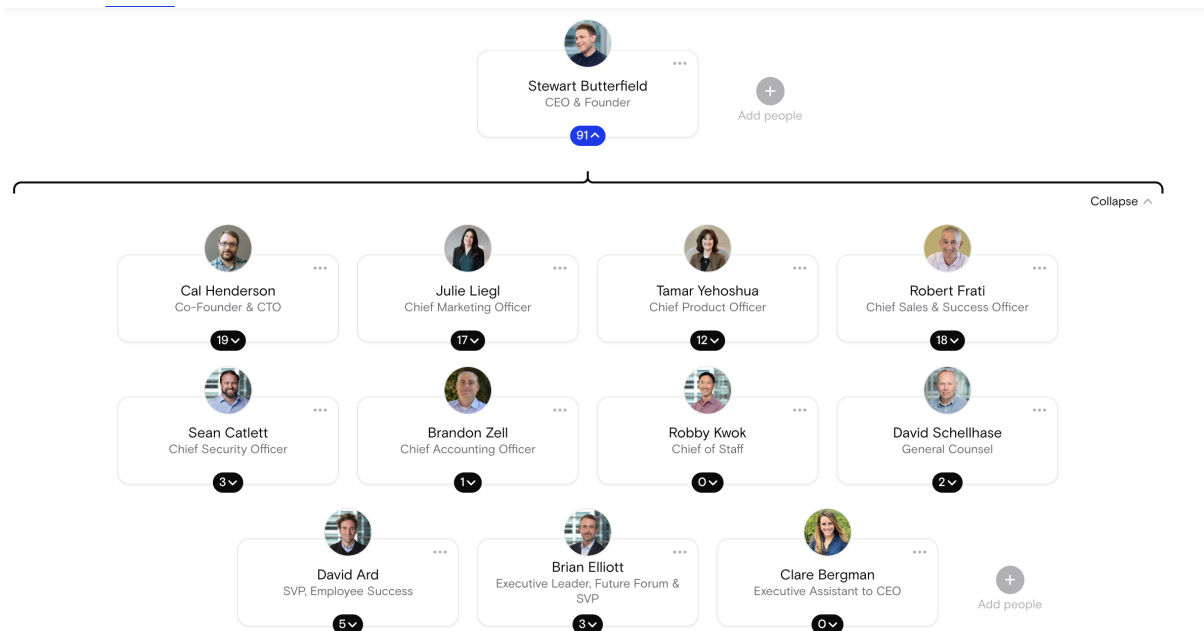 Stewart Butterfield
CEO & Founder
91
Add people
Collapse
Cal Henderson
Co-Founder & CTO
19
Julie Liegl
Chief Marketing Officer
17
Tamar Yehoshua
Chief Product Officer
12
Robert Frati
Chief Sales & Success Officer
18
Sean Catlett
Chief Security Officer
3
Brandon Zell
Chief Accounting Officer
1
Robby Kwok
Chief of Staff
0
David Schellhase
General Counsel
2
David Ard
SVP, Employee Success
5
Brian Elliott
Executive Leader, Future Forum &
SVP
3
Clare Bergman
Executive Assistant to CEO
0
Add people